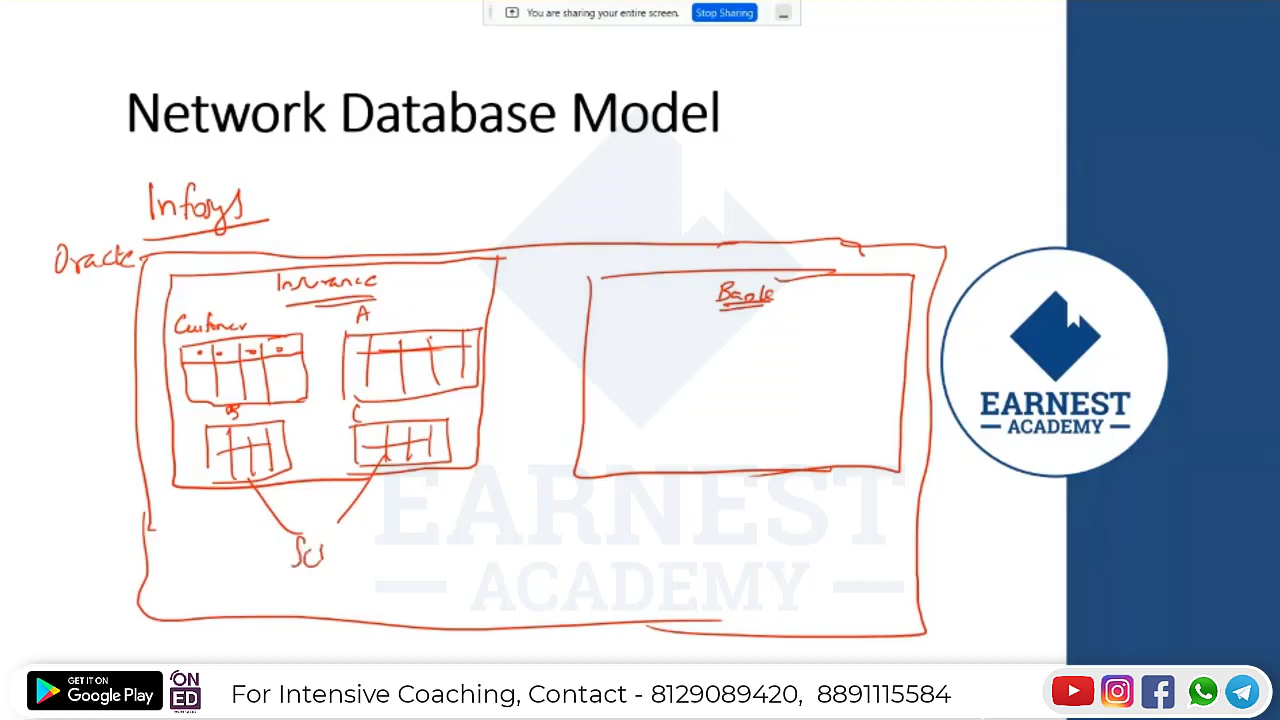 You are sharing your entire screen. Stop Sharing
Network Database Model
Infosys
Oracle
Insurance
Bank
Customer
A
B
C
EARNEST
ACADEMY
EARNEST
ACADEMY
GET IT ON
Google Play
ON
ED
For Intensive Coaching, Contact - 8129089420, 8891115584